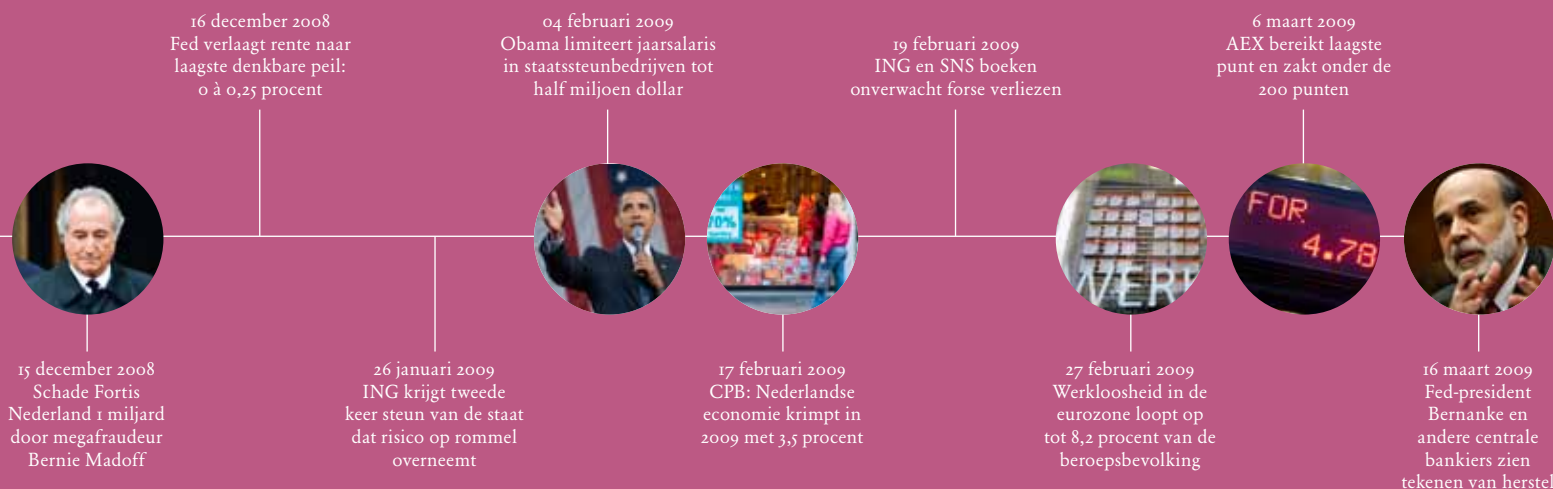 16 december 2008
Fed verlaagt rente naar
laagste denkbare peil:
0 à 0,25 procent
04 februari 2009
Obama limiteert jaarsalaris
in staatssteunbedrijven tot
half miljoen dollar
19 februari 2009
ING en SNS boeken
onverwacht forse verliezen
6 maart 2009
AEX bereikt laagste
punt en zakt onder de
200 punten
70%
FOR
4.78
WER
15 december 2008
Schade Fortis
Nederland 1 miljard
door megafraudeur
Bernie Madoff
26 januari 2009
ING krijgt tweede
keer steun van de staat
dat risico op rommel
overneemt
17 februari 2009
CPB: Nederlandse
economie krimpt in
2009 met 3,5 procent
27 februari 2009
Werkloosheid in de
eurozone loopt op
tot 8,2 procent van de
beroepsbevolking
16 maart 2009
Fed-president
Bernanke en
andere centrale
bankiers zien
tekenen van herstel